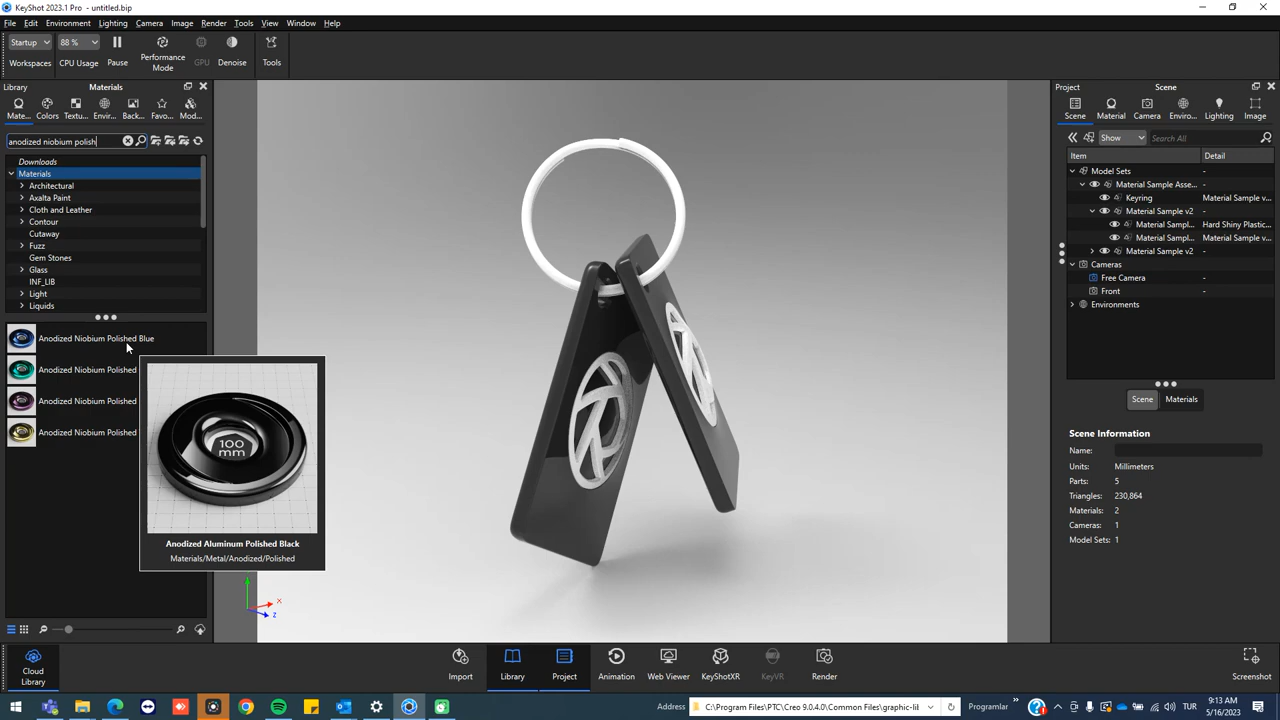 KeyShot 2023.1 Pro - untitled.bip
File Edit Environment Lighting Camera Image Render Tools View Window Help
Startup 88 %
Workspaces CPU Usage Pause Performance Mode GPU Denoise Tools
Library Materials
Mate... Colors Textu... Envir... Back... Favo... Mod...
anodized niobium polish
Downloads
Materials
Architectural
Axalta Paint
Cloth and Leather
Contour
Cutaway
Fuzz
Gem Stones
Glass
INF_LIB
Light
Liquids
Anodized Niobium Polished Blue
Anodized Niobium Polished
Anodized Niobium Polished
Anodized Niobium Polished
100
mm
Anodized Aluminum Polished Black
Materials/Metal/Anodized/Polished
X
Z
Project Scene
Scene Material Camera Enviro... Lighting Image
Show Search All
Item Detail
Model Sets
Material Sample Asse... -
Keyring Material Sample v...
Material Sample v2 -
Material Sampl... Hard Shiny Plastic...
Material Sampl... Material Sample v...
Material Sample v2 -
Cameras
Free Camera -
Front -
Environments
Scene Materials
Scene Information
Name:
Units: Millimeters
Parts: 5
Triangles: 230,864
Materials: 2
Cameras: 1
Model Sets: 1
Cloud Library
Import Library Project Animation Web Viewer KeyShotXR KeyVR Render Screenshot
Address C:\Program Files\PTC\Creo 9.0.4.0\Common Files\graphic-lib Programlar » TUR
9:13 AM
5/16/2023